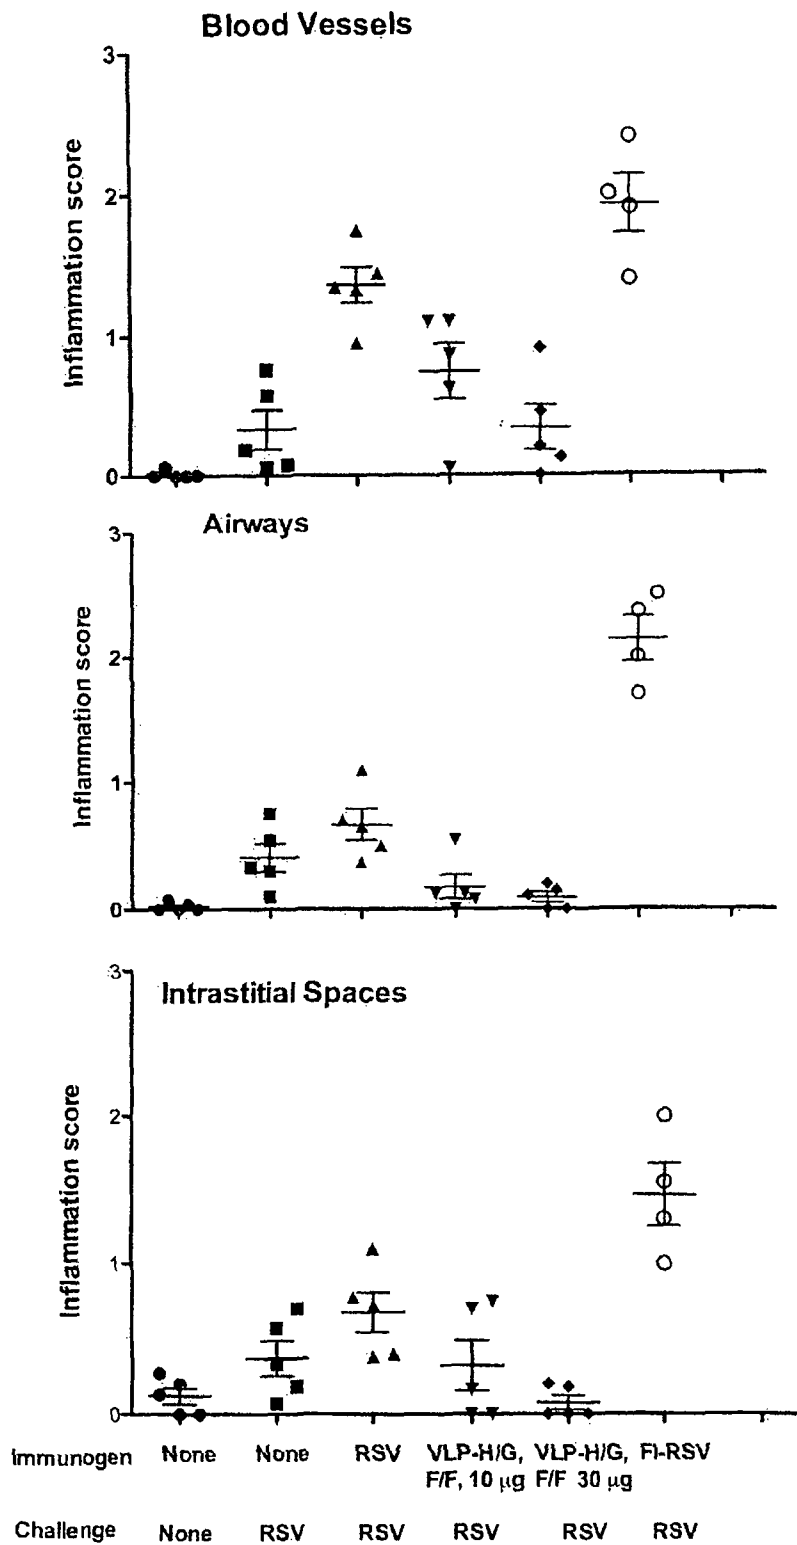 Blood Vessels
3
2
1
0
Inflammation score
Airways
3
2
1
0
Inflammation score
Intrastitial Spaces
3
2
1
0
Inflammation score
Immunogen None None RSV VLP-H/G, VLP-H/G, FI-RSV
F/F, 10 µg F/F 30 µg
Challenge None RSV RSV RSV RSV RSV